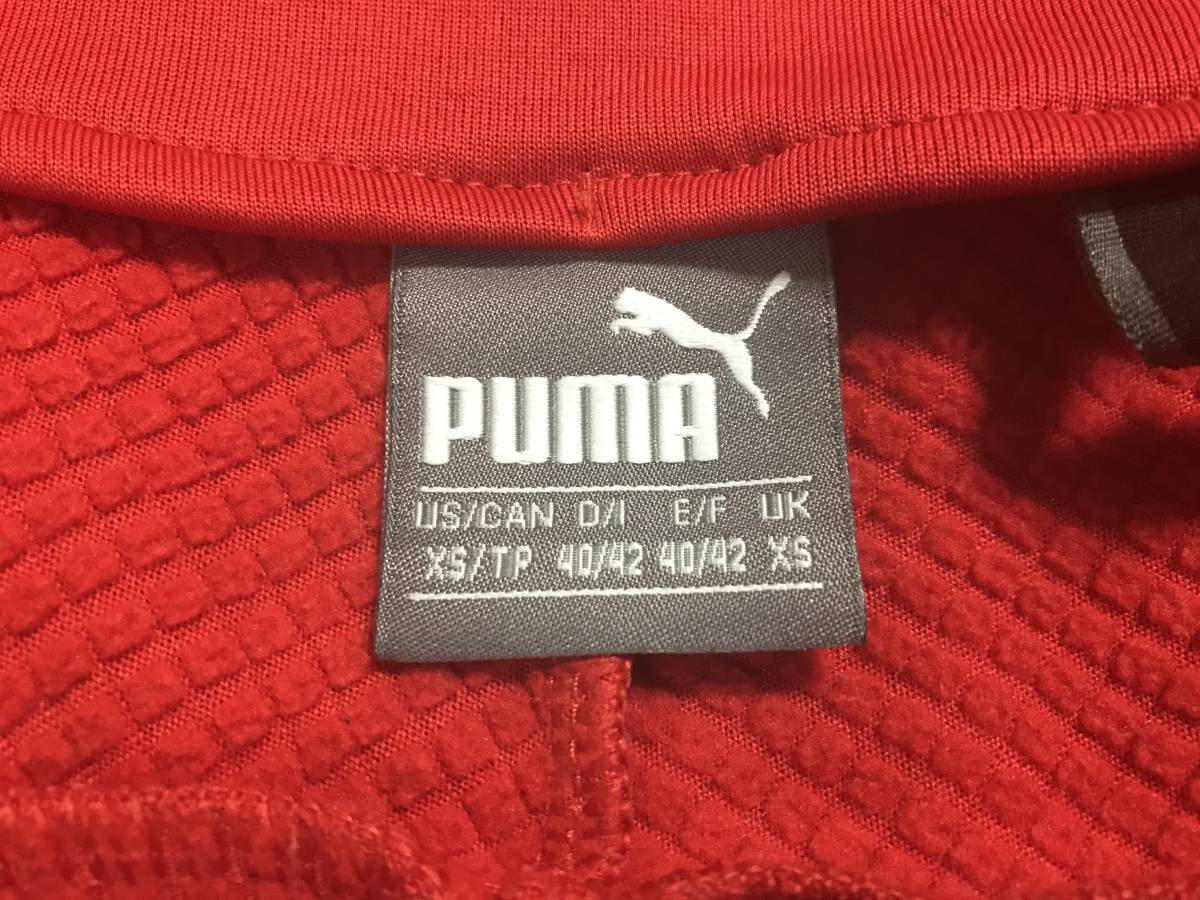 PUMA
US/CAN D/I E/F UK
XS/TP 40/42 40/42 XS